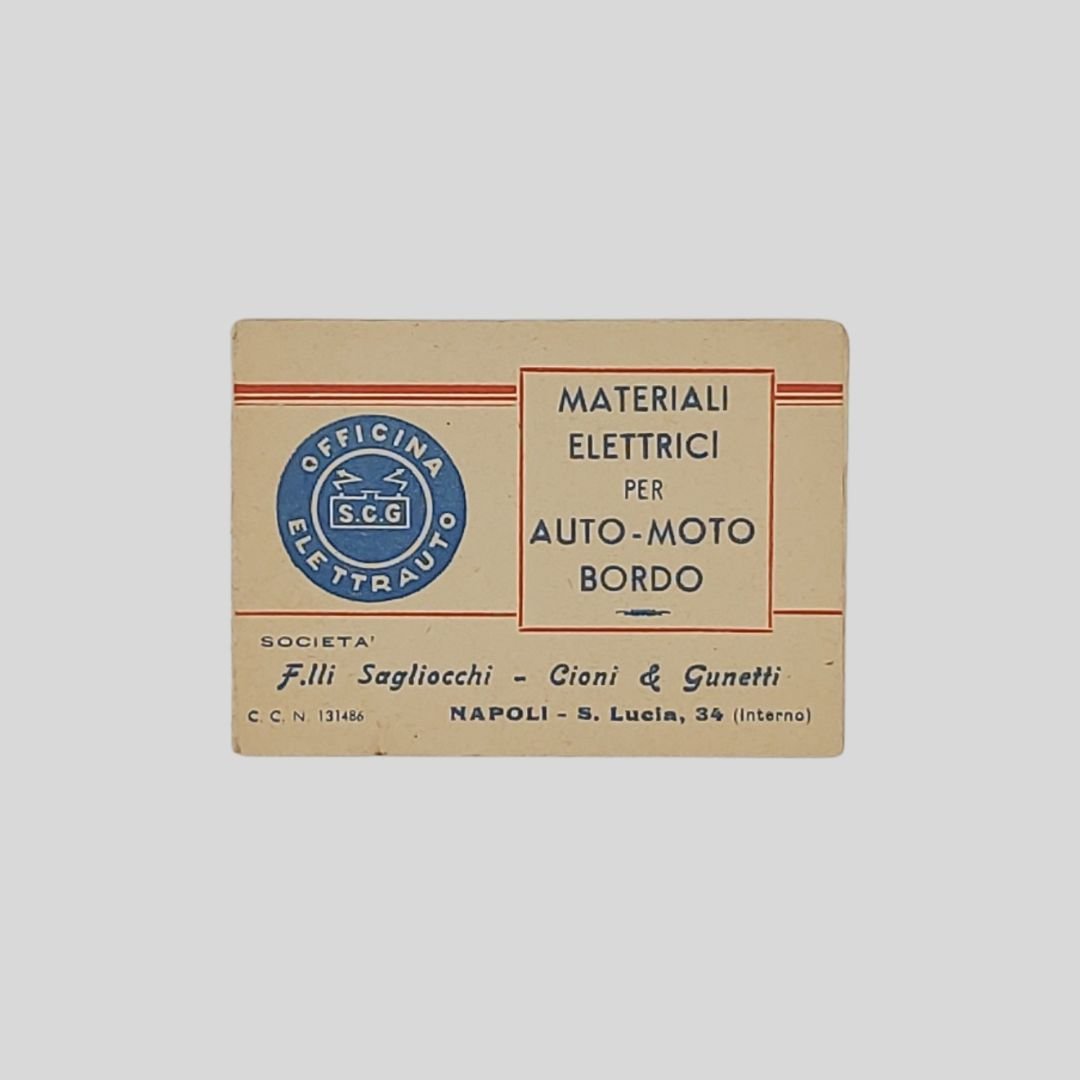 OFFICINA
S.C.G
ELETTRAUTO
MATERIALI
ELETTRICI
PER
AUTO-MOTO
BORDO
SOCIETA'
F.lli Sagliocchi - Cioni & Gunetti
C. C. N. 131486 NAPOLI - S. Lucia, 34 (Interno)